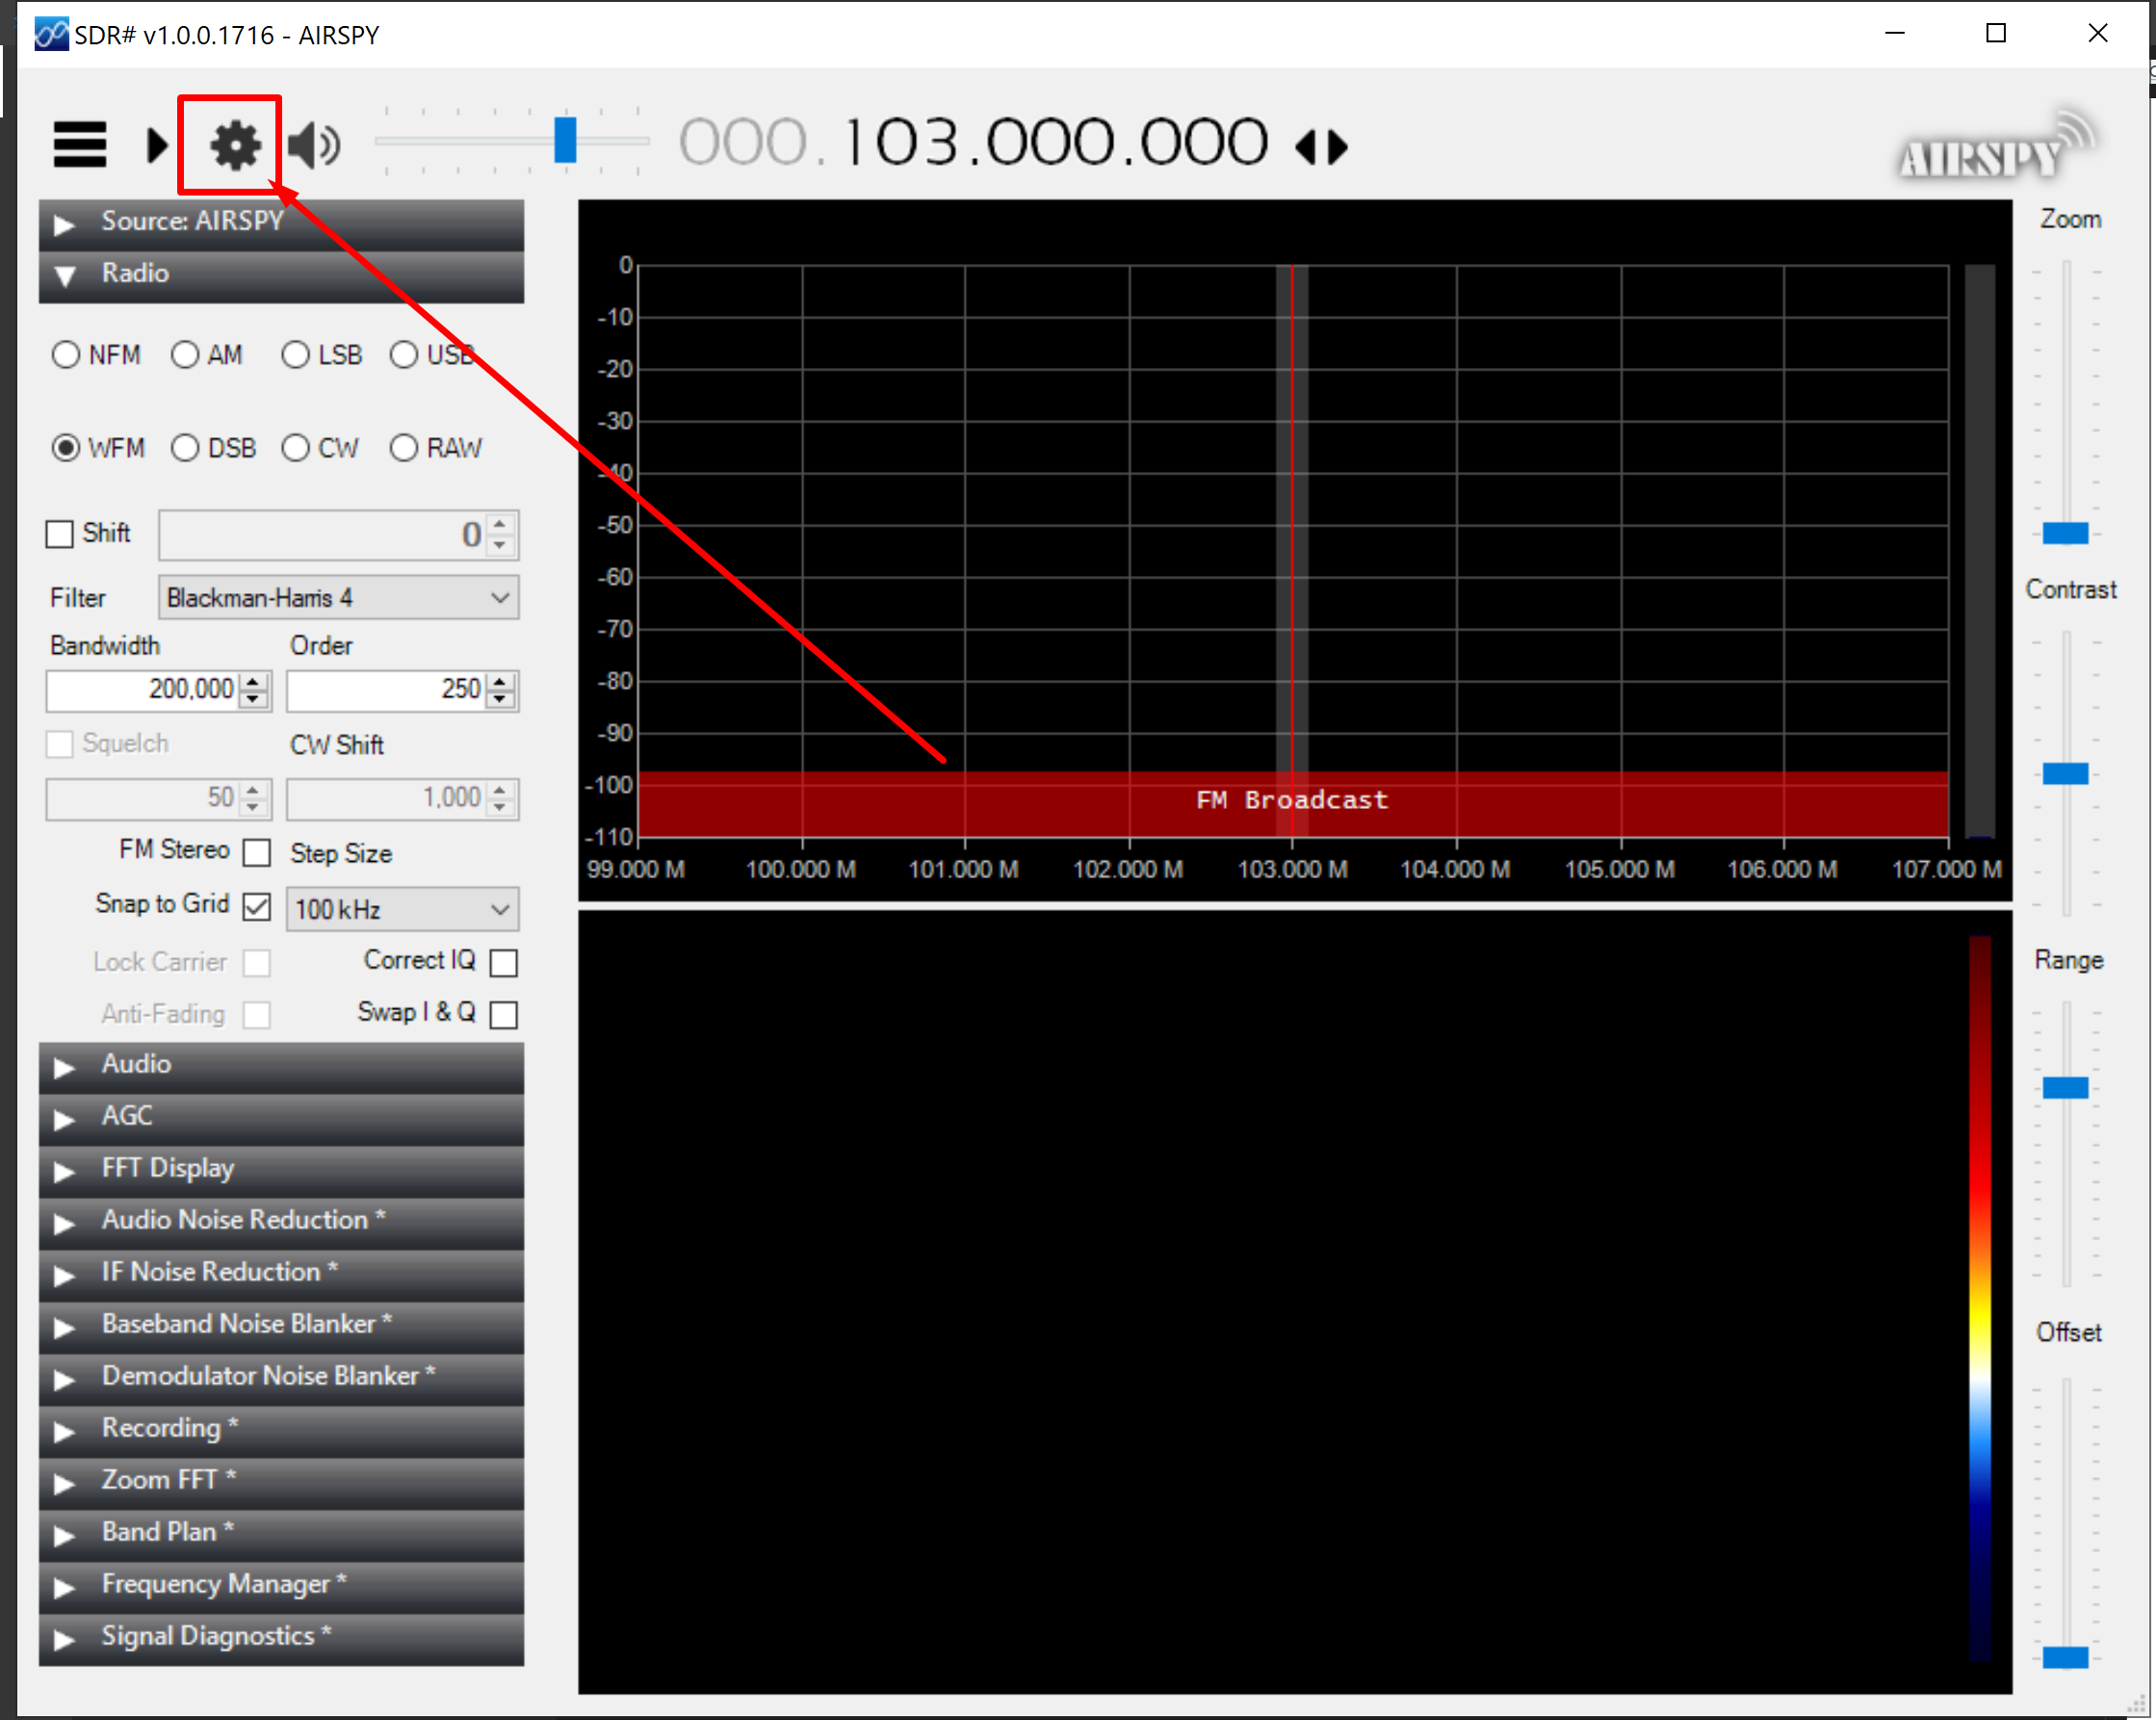 SDR# v1.0.0.1716 - AIRSPY
000.103.000.000
AIRSPY
Source: AIRSPY
Radio
NFM AM LSB USB
WFM DSB CW RAW
Shift 0
Filter Blackman-Harris 4
Bandwidth Order
200,000 250
Squelch CW Shift
50 1,000
FM Stereo Step Size
Snap to Grid 100 kHz
Lock Carrier Correct IQ
Anti-Fading Swap I & Q
Audio
AGC
FFT Display
Audio Noise Reduction *
IF Noise Reduction *
Baseband Noise Blanker *
Demodulator Noise Blanker *
Recording *
Zoom FFT *
Band Plan *
Frequency Manager *
Signal Diagnostics *
0
-10
-20
-30
-40
-50
-60
-70
-80
-90
-100
-110
FM Broadcast
99.000 M 100.000 M 101.000 M 102.000 M 103.000 M 104.000 M 105.000 M 106.000 M 107.000 M
Zoom
Contrast
Range
Offset